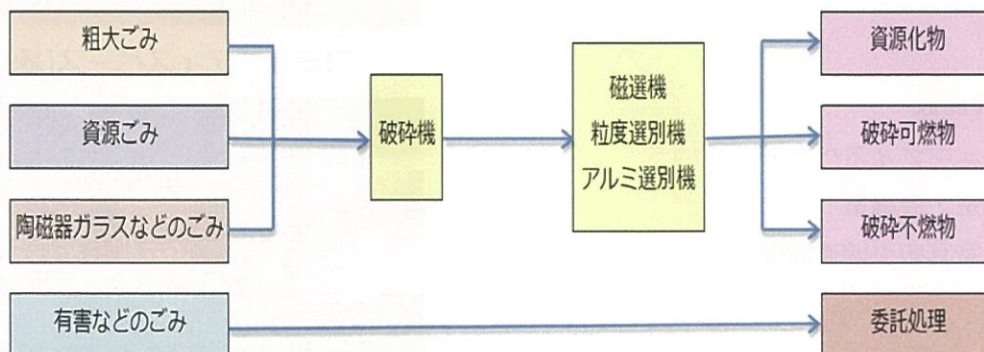 粗大ごみ
資源ごみ
陶磁器ガラスなどのごみ
有害などのごみ
破砕機
磁選機
粒度選別機
アルミ選別機
資源化物
破砕可燃物
破砕不燃物
委託処理